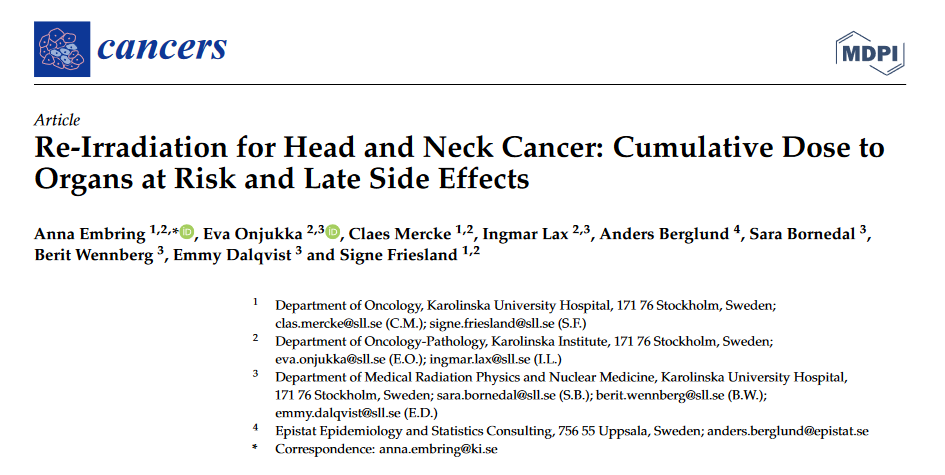 cancers
MDPI
Article
Re-Irradiation for Head and Neck Cancer: Cumulative Dose to
Organs at Risk and Late Side Effects
Anna Embring 1,2,* iD, Eva Onjukka 2,3 iD, Claes Mercke 1,2, Ingmar Lax 2,3, Anders Berglund 4, Sara Bornedal 3,
Berit Wennberg 3, Emmy Dalqvist 3 and Signe Friesland 1,2
1 Department of Oncology, Karolinska University Hospital, 171 76 Stockholm, Sweden;
clas.mercke@sll.se (C.M.); signe.friesland@sll.se (S.F.)
2 Department of Oncology-Pathology, Karolinska Institute, 171 76 Stockholm, Sweden;
eva.onjukka@sll.se (E.O.); ingmar.lax@sll.se (I.L.)
3 Department of Medical Radiation Physics and Nuclear Medicine, Karolinska University Hospital,
171 76 Stockholm, Sweden; sara.bornedal@sll.se (S.B.); berit.wennberg@sll.se (B.W.);
emmy.dalqvist@sll.se (E.D.)
4 Epistat Epidemiology and Statistics Consulting, 756 55 Uppsala, Sweden; anders.berglund@epistat.se
* Correspondence: anna.embring@ki.se